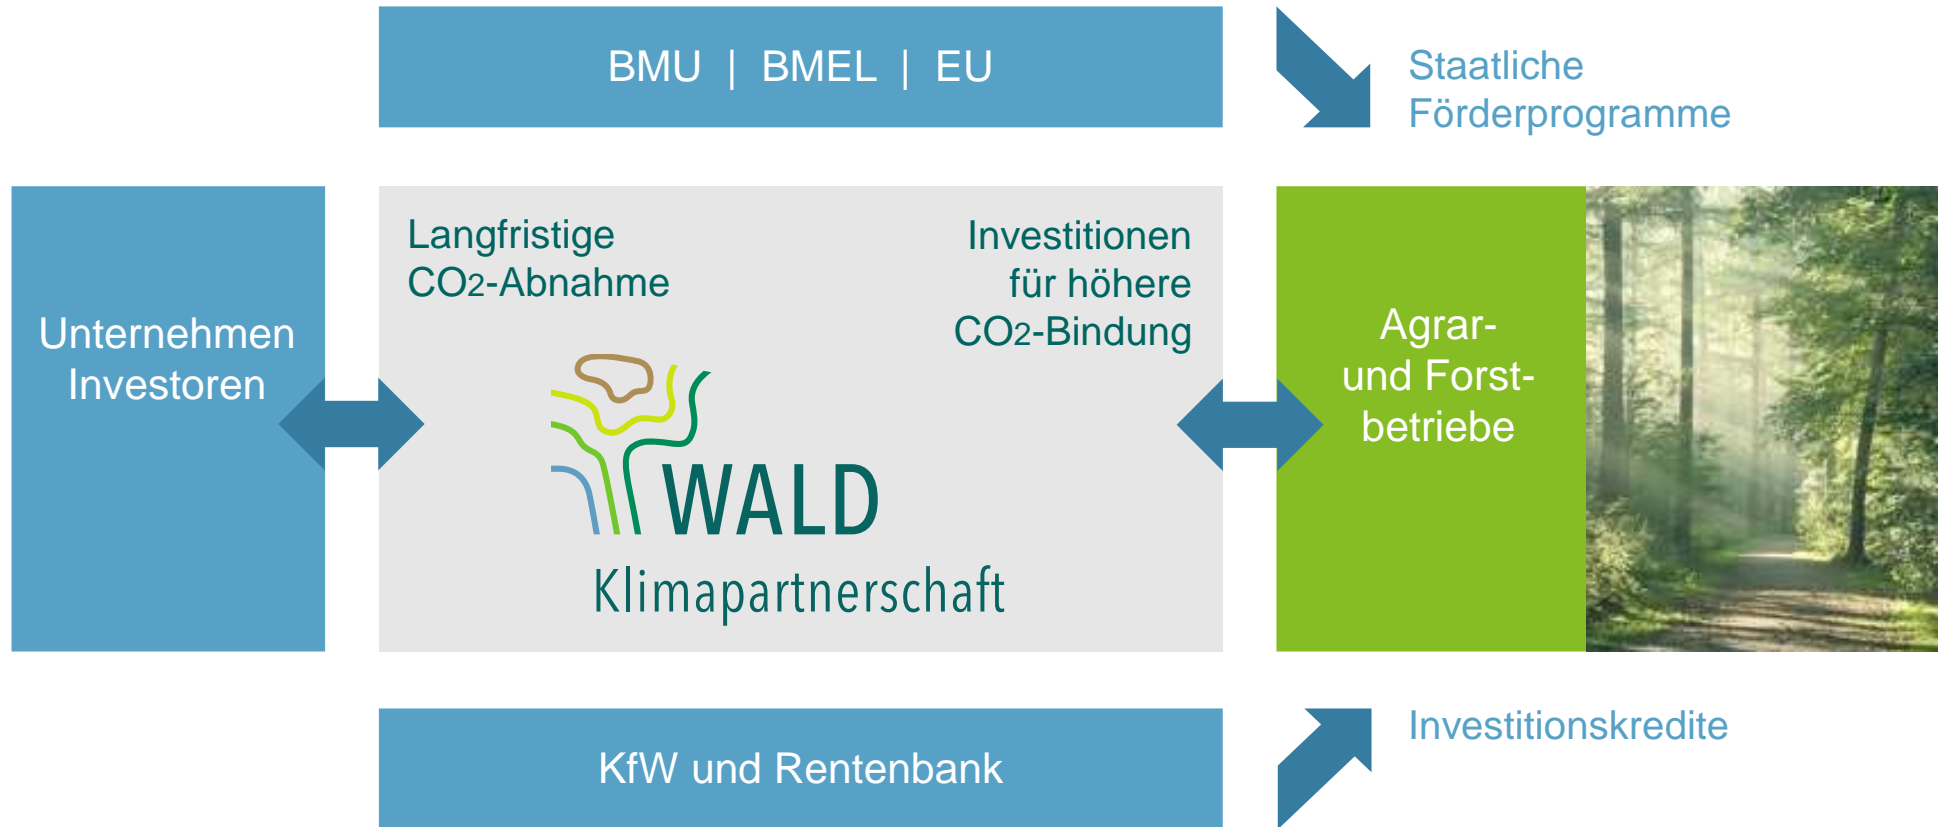 BMU | BMEL | EU
Staatliche
Förderprogramme
Unternehmen
Investoren
Langfristige
CO2-Abnahme
Investitionen
für höhere
CO2-Bindung
WALD
Klimapartnerschaft
Agrar-
und Forst-
betriebe
KfW und Rentenbank
Investitionskredite